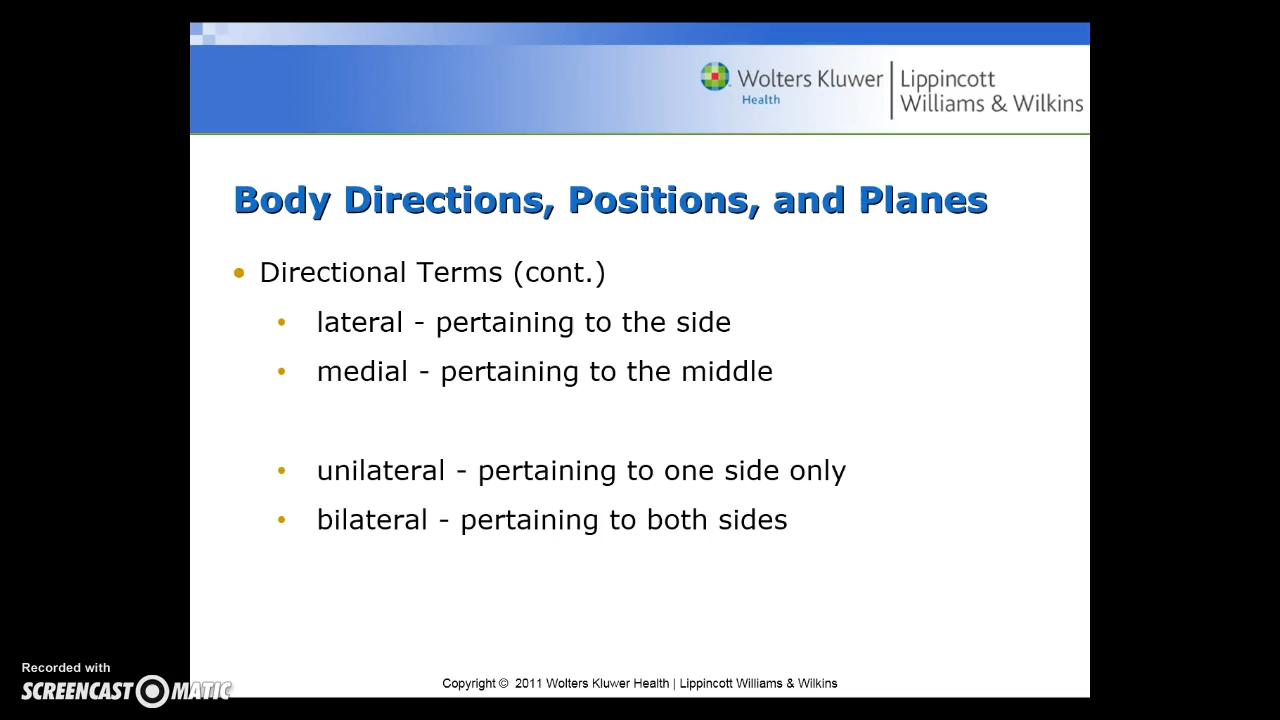 Wolters Kluwer
Health
Lippincott
Williams & Wilkins
Body Directions, Positions, and Planes
• Directional Terms (cont.)
• lateral - pertaining to the side
• medial - pertaining to the middle
• unilateral - pertaining to one side only
• bilateral - pertaining to both sides
Recorded with
SCREENCAST MATIC
Copyright © 2011 Wolters Kluwer Health | Lippincott Williams & Wilkins